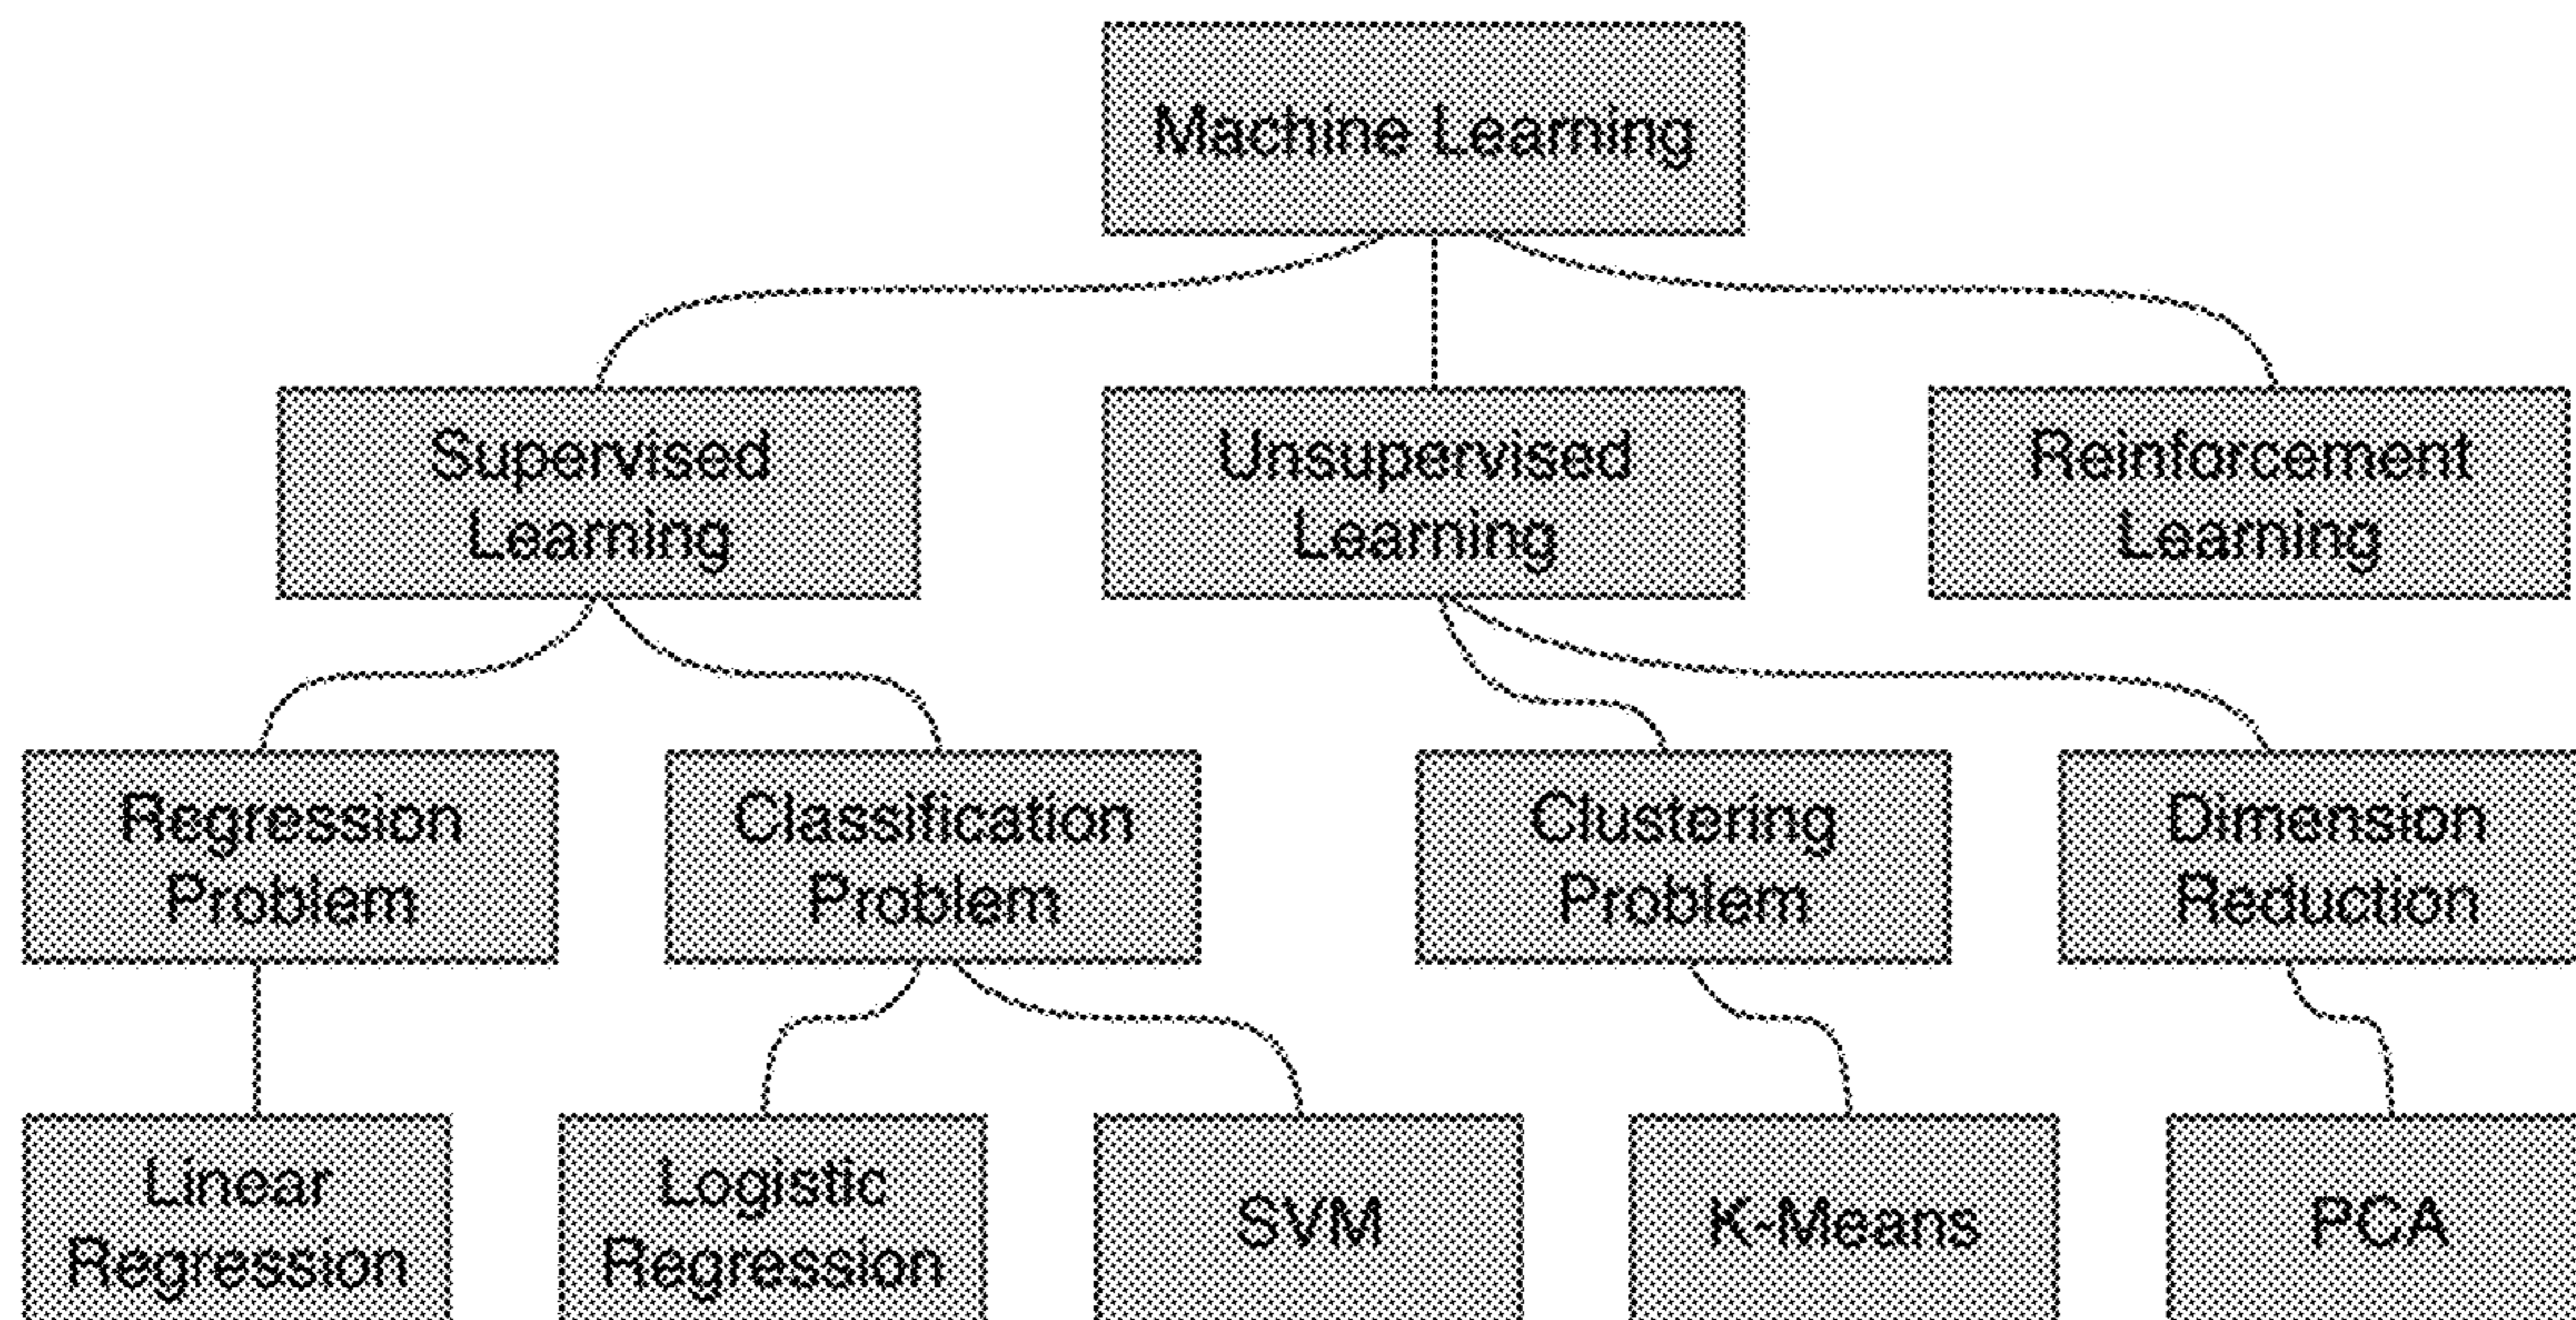 Machine Learning
Supervised
Learning
Unsupervised
Learning
Reinforcement
Learning
Regression
Problem
Classification
Problem
Clustering
Problem
Dimension
Reduction
Linear
Regression
Logistic
Regression
SVM
K-Means
PCA